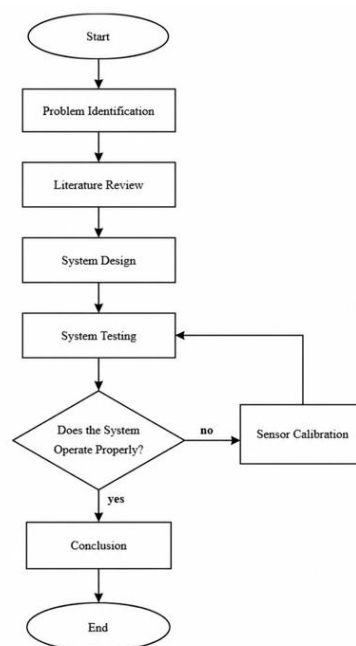 Start
Problem Identification
Literature Review
System Design
System Testing
Does the System
Operate Properly?
no
Sensor Calibration
yes
Conclusion
End